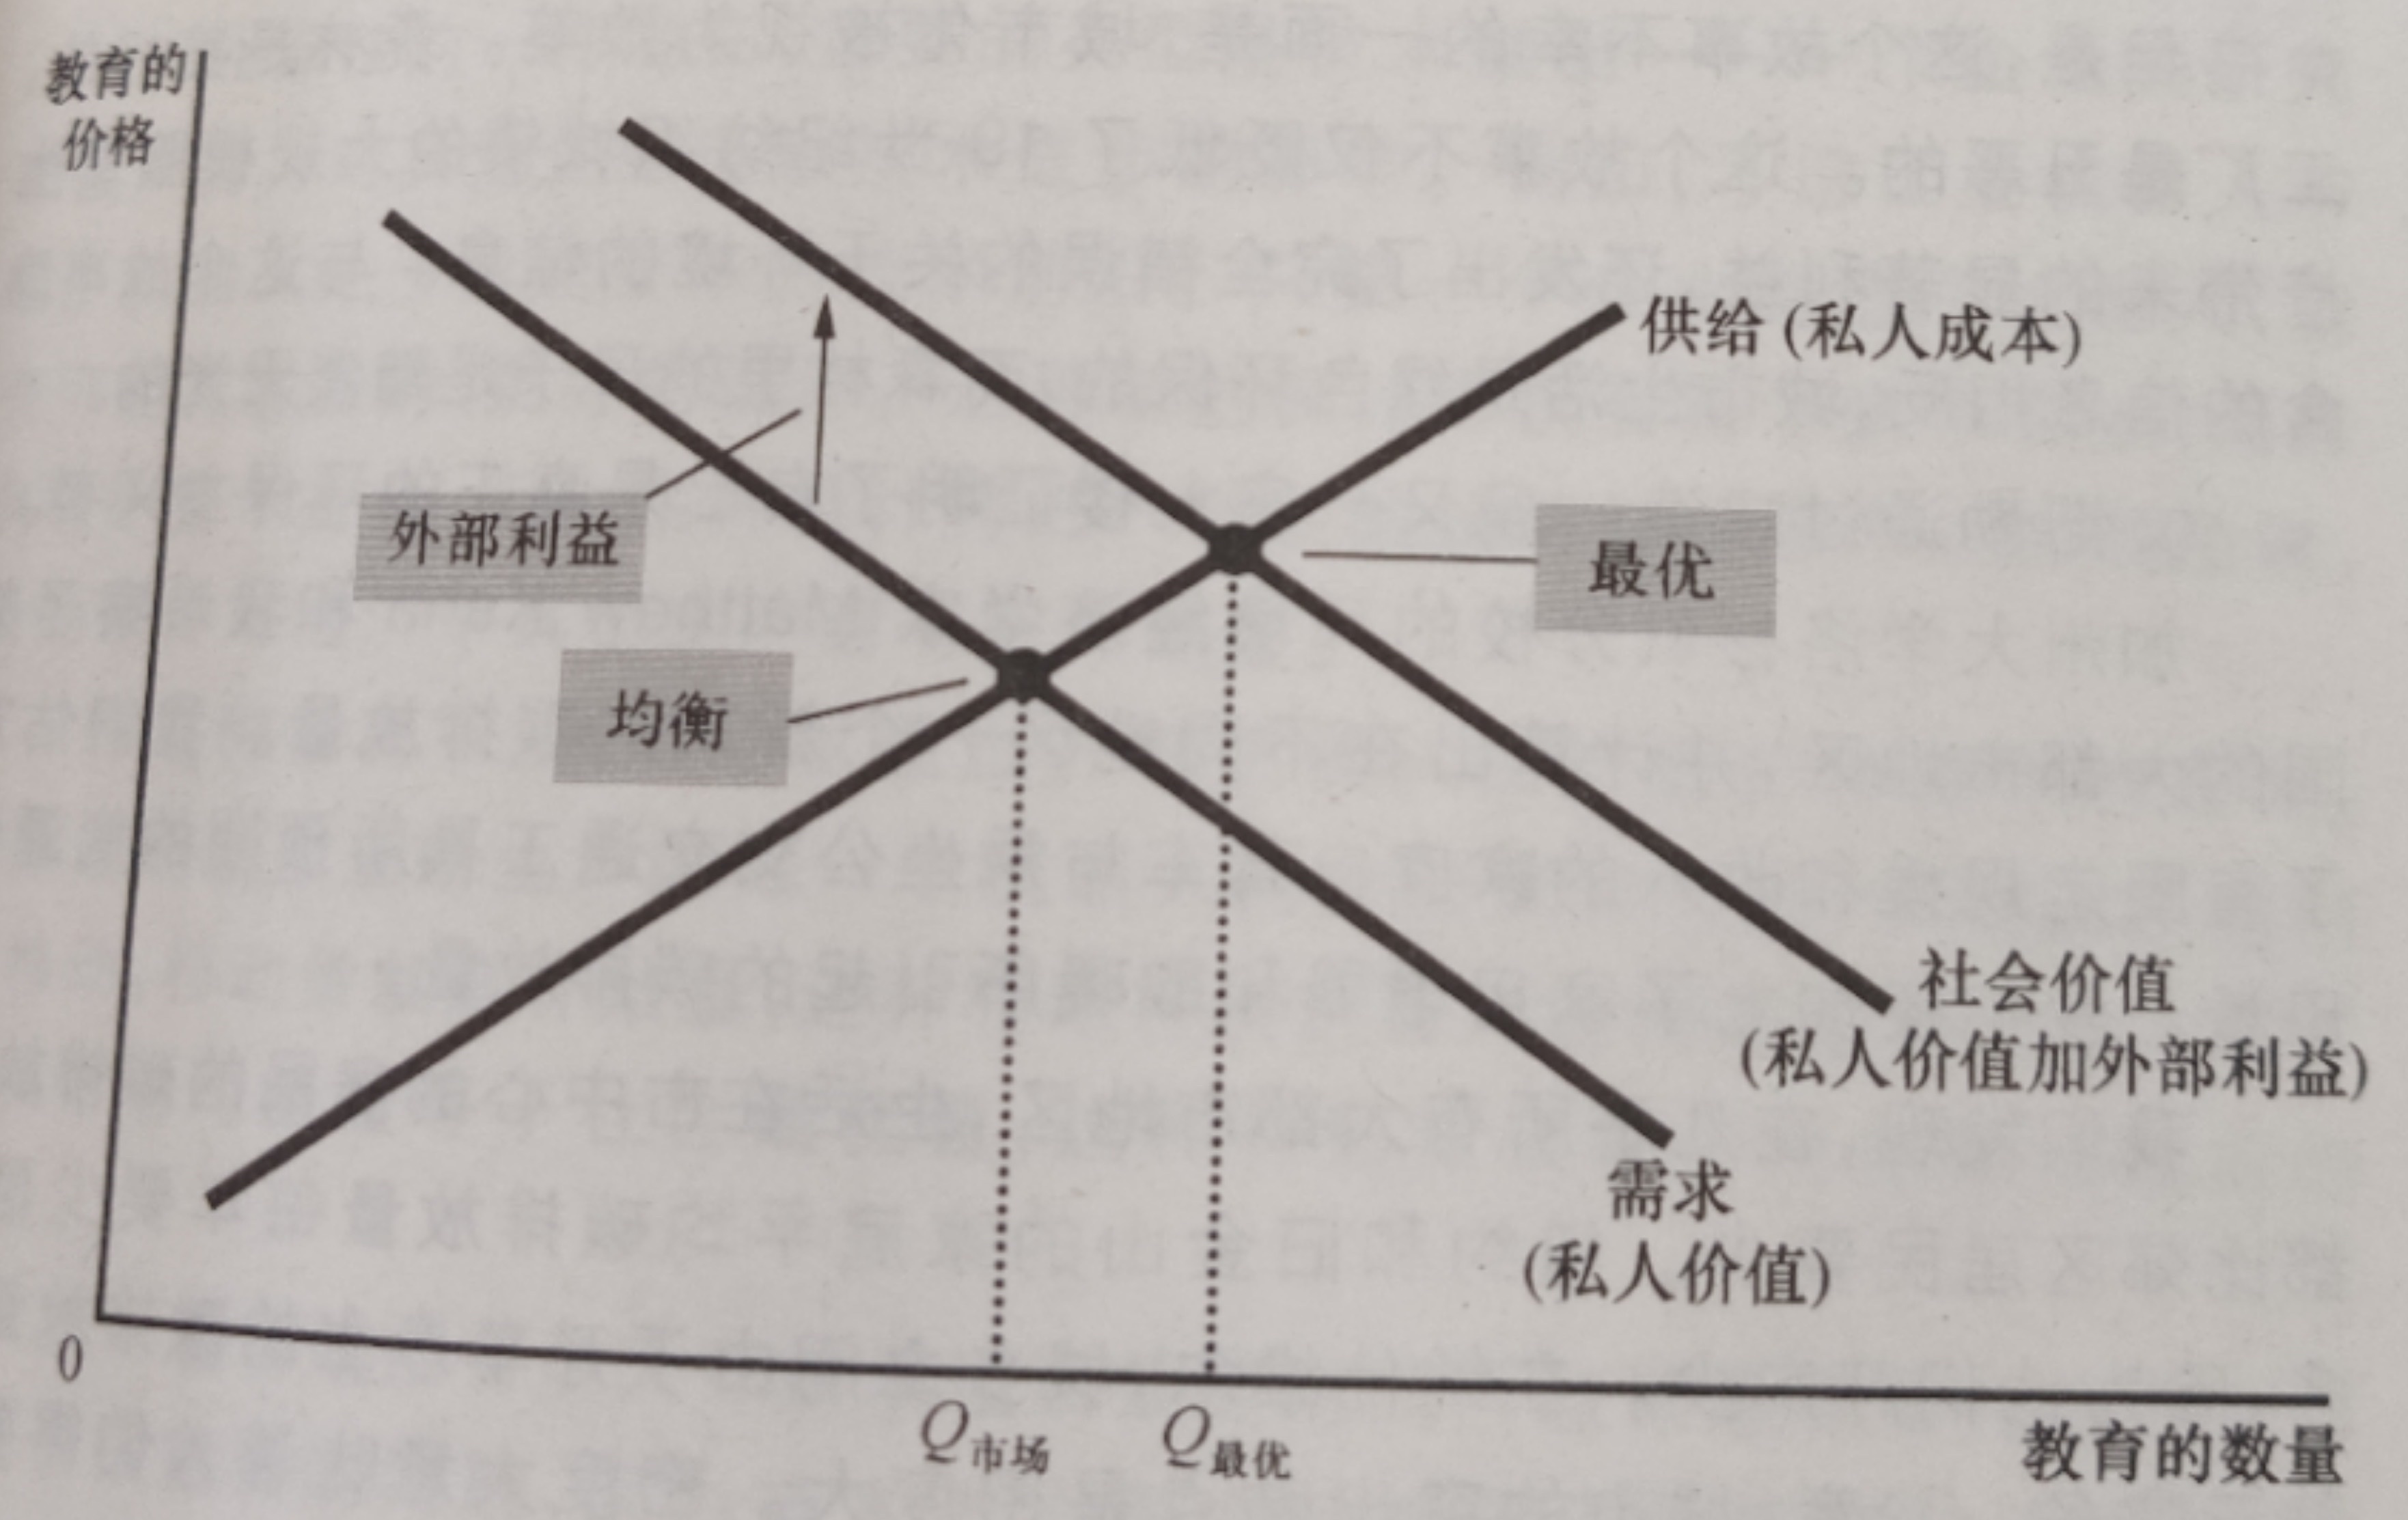 教育的
价格
供给 (私人成本)
外部利益
最优
均衡
社会价值
(私人价值加外部利益)
需求
(私人价值)
0
Q市场
Q最优
教育的数量